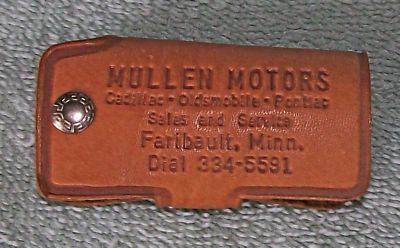 MULLEN MOTORS
Cadillac • Oldsmobile • Pontiac
Sales and Service
Faribault, Minn.
Dial 334-5591